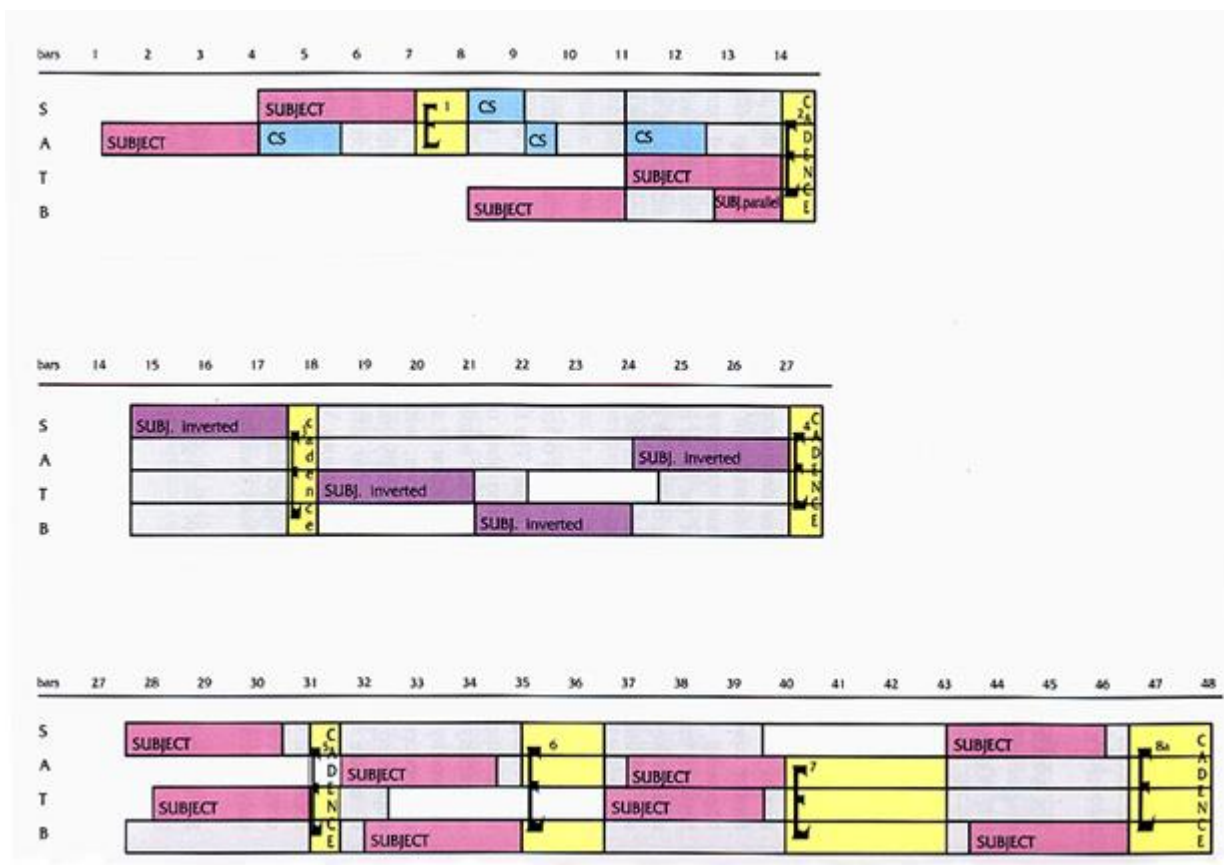 bars 1 2 3 4 5 6 7 8 9 10 11 12 13 14
S SUBJECT 1 CS 2 CADENCE
A SUBJECT CS CS CS
T SUBJECT
B SUBJECT SUBJ.parallel
bars 14 15 16 17 18 19 20 21 22 23 24 25 26 27
S SUBJ. inverted 3 cadence 4 CADENCE
A SUBJ. inverted
T SUBJ. inverted
B SUBJ. inverted
bars 27 28 29 30 31 32 33 34 35 36 37 38 39 40 41 42 43 44 45 46 47 48
S SUBJECT 5 CADENCE 6 SUBJECT 8a CADENCE
A SUBJECT SUBJECT 7
T SUBJECT SUBJECT
B SUBJECT SUBJECT